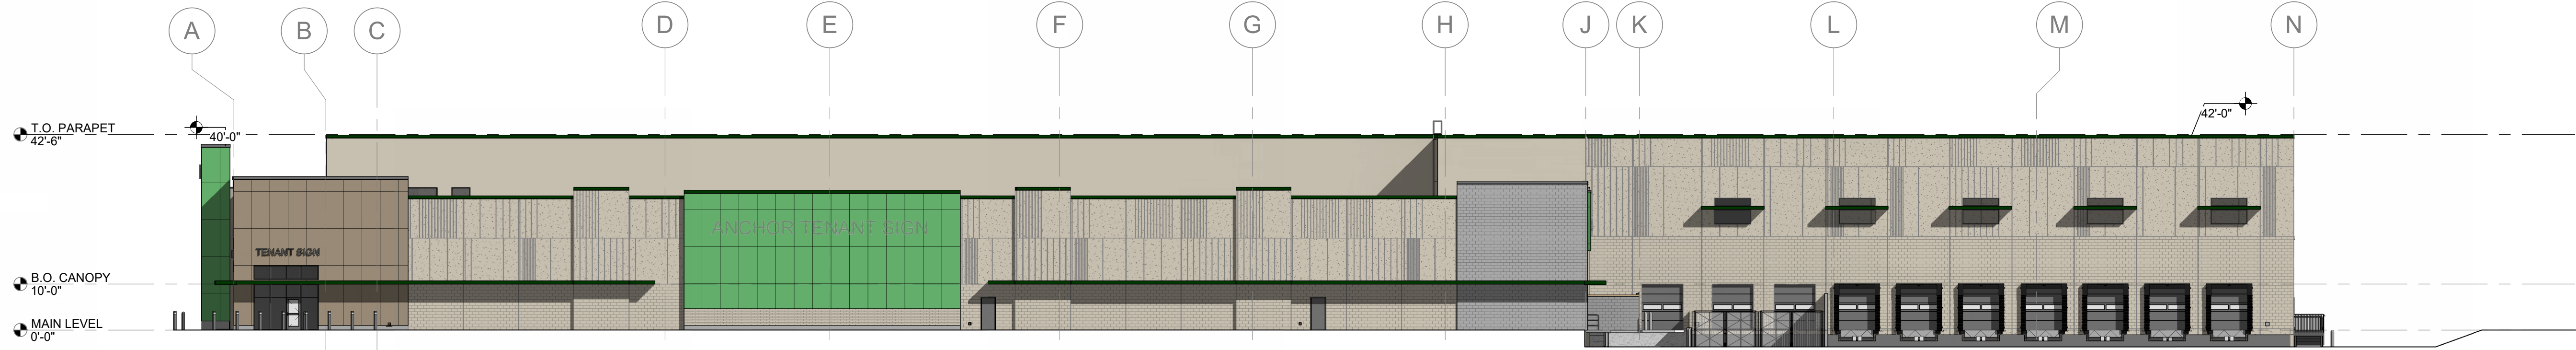 A B C D E F G H J K L M N
T.O. PARAPET
42'-6"
40'-0"
42'-0"
TENANT SIGN
ANCHOR TENANT SIGN
B.O. CANOPY
10'-0"
MAIN LEVEL
0'-0"